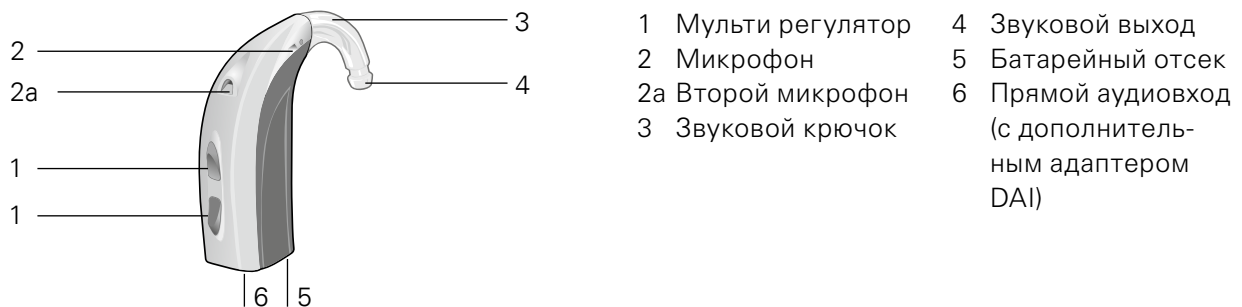 3
2
2a
4
1
1
6 5
1 Мульти регулятор
2 Микрофон
2a Второй микрофон
3 Звуковой крючок
4 Звуковой выход
5 Батарейный отсек
6 Прямой аудиовход
(с дополнитель-
ным адаптером
DAI)